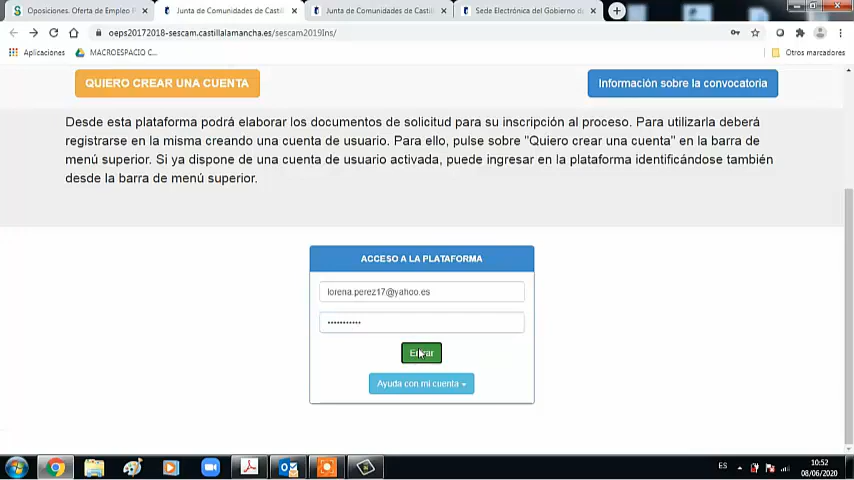 Oposiciones. Oferta de Empleo P
Junta de Comunidades de Castil
Junta de Comunidades de Castil
Sede Electrónica del Gobierno d
oeps20172018-sescam.castillalamancha.es/sescam2019Ins/
Aplicaciones
MACROESPACIO C...
Otros marcadores
QUIERO CREAR UNA CUENTA
Información sobre la convocatoria
Desde esta plataforma podrá elaborar los documentos de solicitud para su inscripción al proceso. Para utilizarla deberá
registrarse en la misma creando una cuenta de usuario. Para ello, pulse sobre "Quiero crear una cuenta" en la barra de
menú superior. Si ya dispone de una cuenta de usuario activada, puede ingresar en la plataforma identificándose también
desde la barra de menú superior.
ACCESO A LA PLATAFORMA
lorena.perez17@yahoo.es
•••••••••••
Entrar
Ayuda con mi cuenta
ES
10:52
08/06/2020